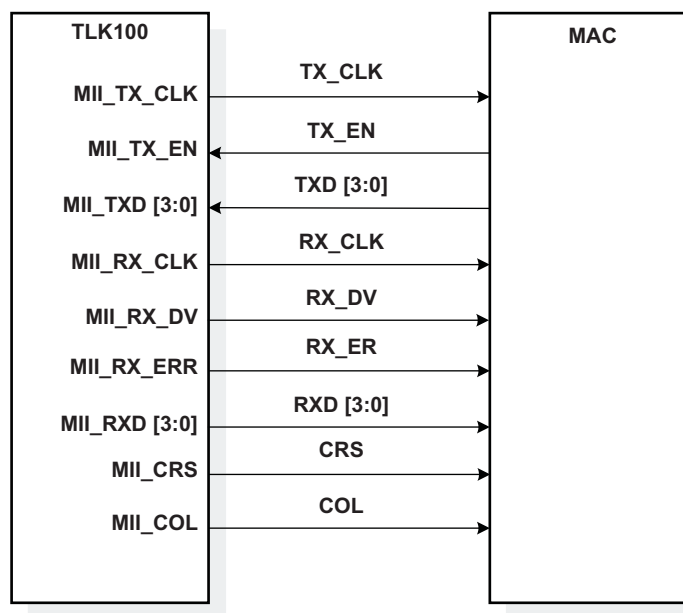 TLK100
MAC
MII_TX_CLK
TX_CLK
MII_TX_EN
TX_EN
MII_TXD [3:0]
TXD [3:0]
MII_RX_CLK
RX_CLK
MII_RX_DV
RX_DV
MII_RX_ERR
RX_ER
MII_RXD [3:0]
RXD [3:0]
MII_CRS
CRS
MII_COL
COL